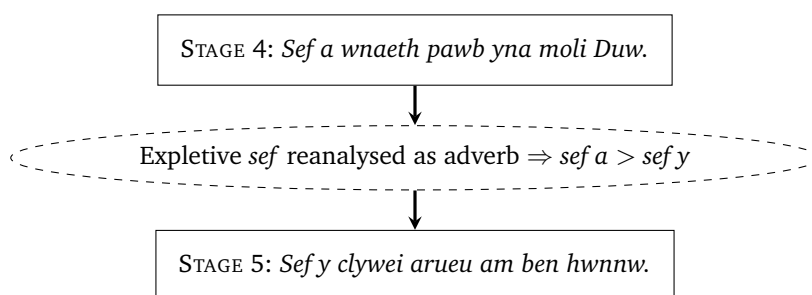 STAGE 4: Sef a wnaeth pawb yna moli Duw.
Expletive sef reanalysed as adverb ⇒ sef a > sef y
STAGE 5: Sef y clywei arueu am ben hwnnw.